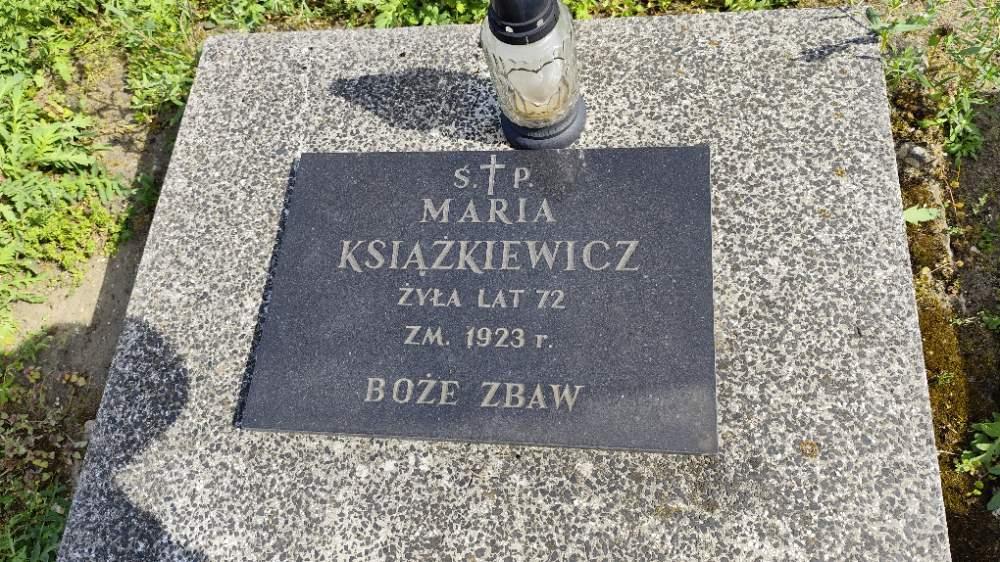 Ś.✝P.
MARIA
KSIĄŻKIEWICZ
ŻYŁA LAT 72
ZM. 1923 r.
BOŻE ZBAW